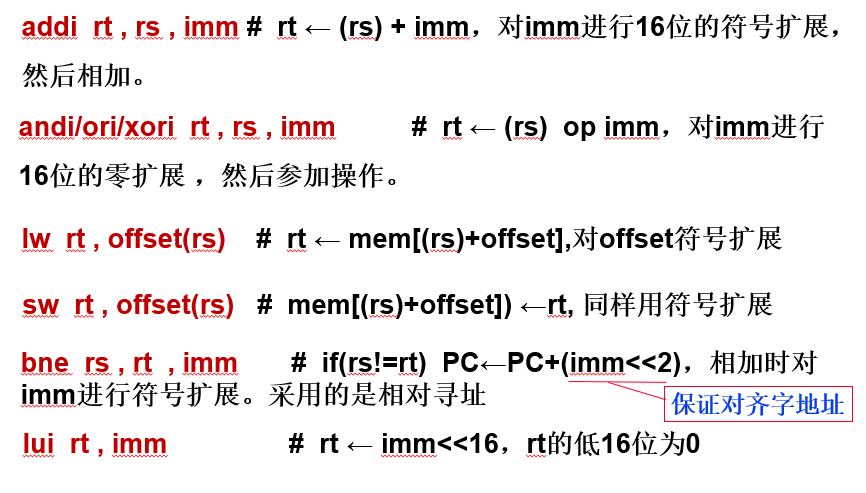 addi rt , rs , imm # rt ← (rs) + imm，对imm进行16位的符号扩展，
然后相加。
andi/ori/xori rt , rs , imm # rt ← (rs) op imm，对imm进行
16位的零扩展 ，然后参加操作。
lw rt , offset(rs) # rt ← mem[(rs)+offset],对offset符号扩展
sw rt , offset(rs) # mem[(rs)+offset]) ←rt, 同样用符号扩展
bne rs , rt , imm # if(rs!=rt) PC←PC+(imm<<2)，相加时对
imm进行符号扩展。采用的是相对寻址
保证对齐字地址
lui rt , imm # rt ← imm<<16，rt的低16位为0